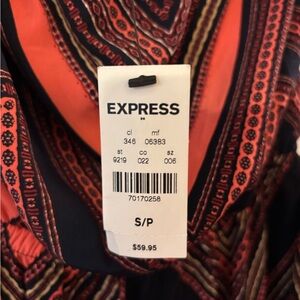 EXPRESS
cl mf
346 06383
st co sz
9219 022 006
70170258
S/P
$59.95